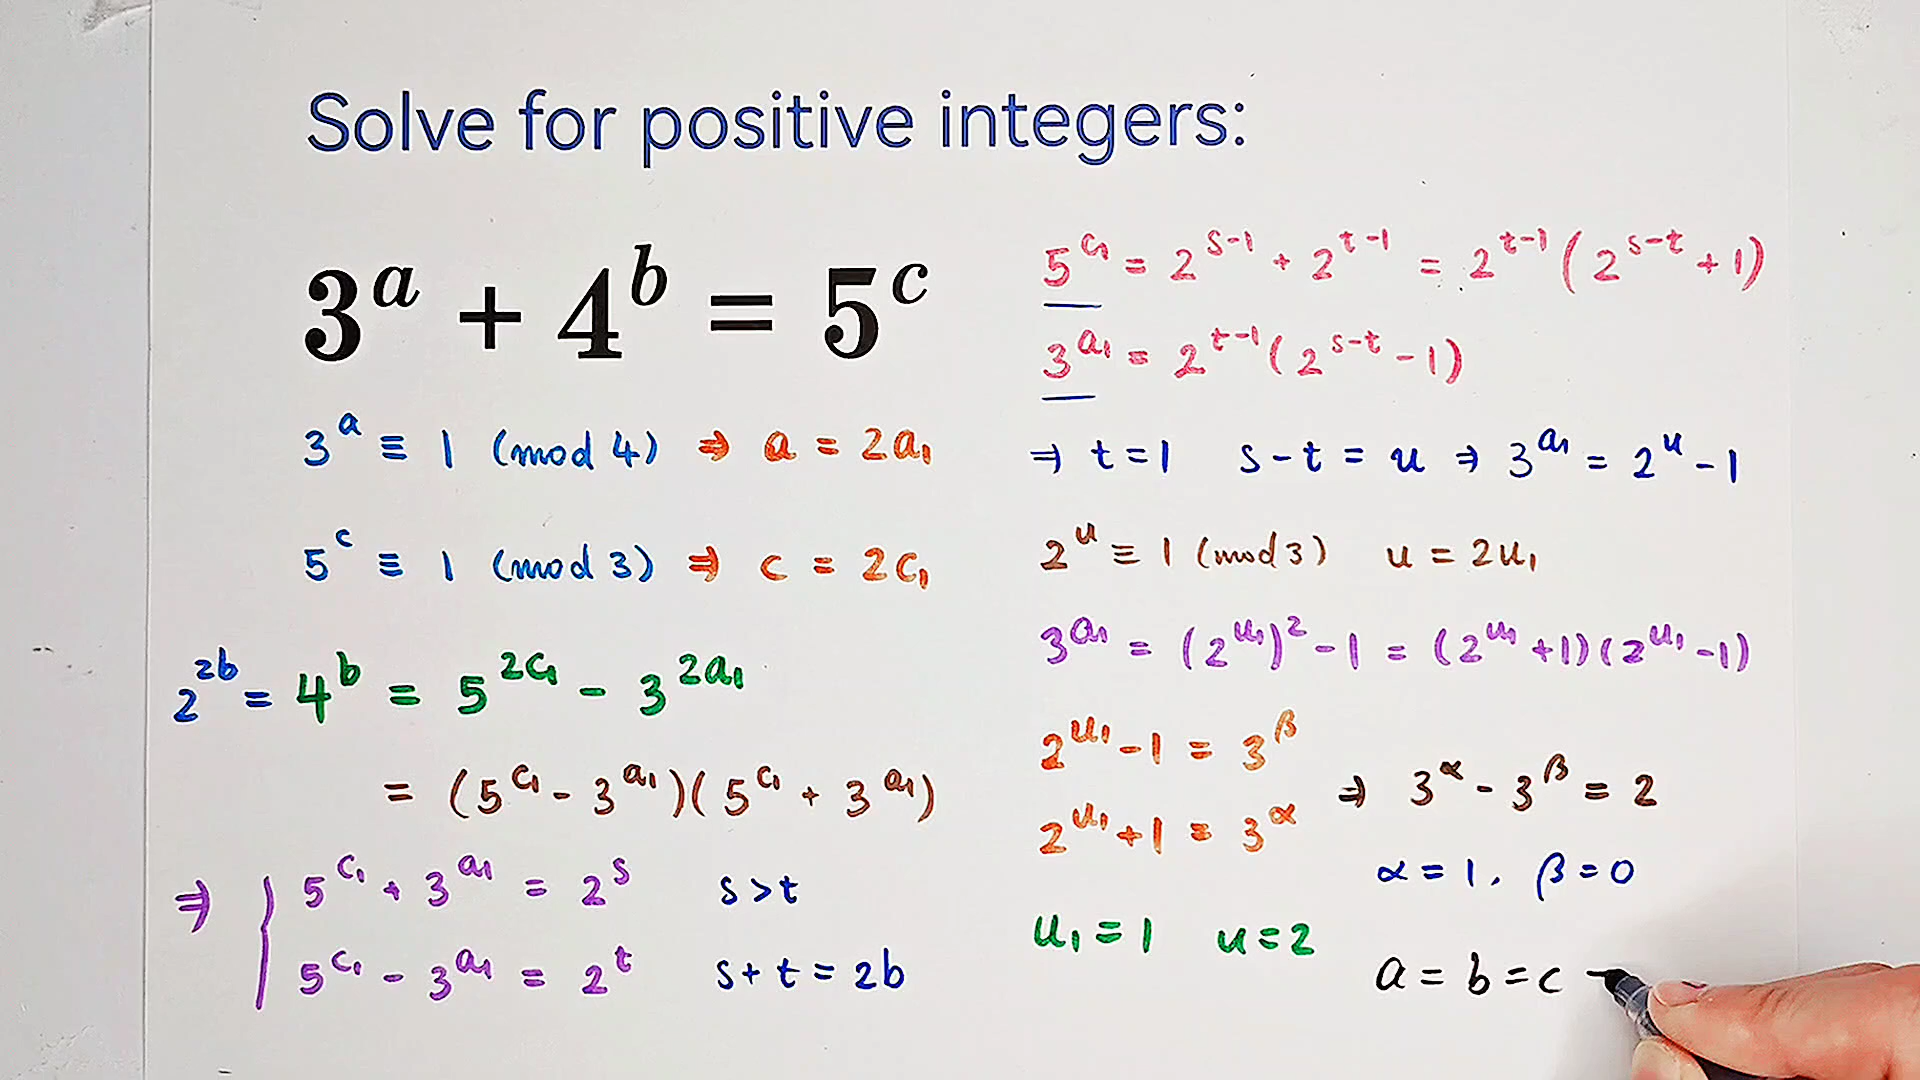 Solve for positive integers:
3^a + 4^b = 5^c
3^a ≡ 1 (mod 4) ⇒ a = 2a₁
5^c ≡ 1 (mod 3) ⇒ c = 2c₁
2^{2b} = 4^b = 5^{2c₁} - 3^{2a₁}
= (5^{c₁} - 3^{a₁})(5^{c₁} + 3^{a₁})
⇒ { 5^{c₁} + 3^{a₁} = 2^s   s > t
5^{c₁} - 3^{a₁} = 2^t   s + t = 2b
5^{c₁} = 2^{s-1} + 2^{t-1} = 2^{t-1}(2^{s-t} + 1)
3^{a₁} = 2^{t-1}(2^{s-t} - 1)
⇒ t = 1   s - t = u ⇒ 3^{a₁} = 2^u - 1
2^u ≡ 1 (mod 3)   u = 2u₁
3^{a₁} = (2^{u₁})^2 - 1 = (2^{u₁} + 1)(2^{u₁} - 1)
2^{u₁} - 1 = 3^β
2^{u₁} + 1 = 3^α
⇒ 3^α - 3^β = 2
α = 1, β = 0
u₁ = 1   u = 2
a = b = c